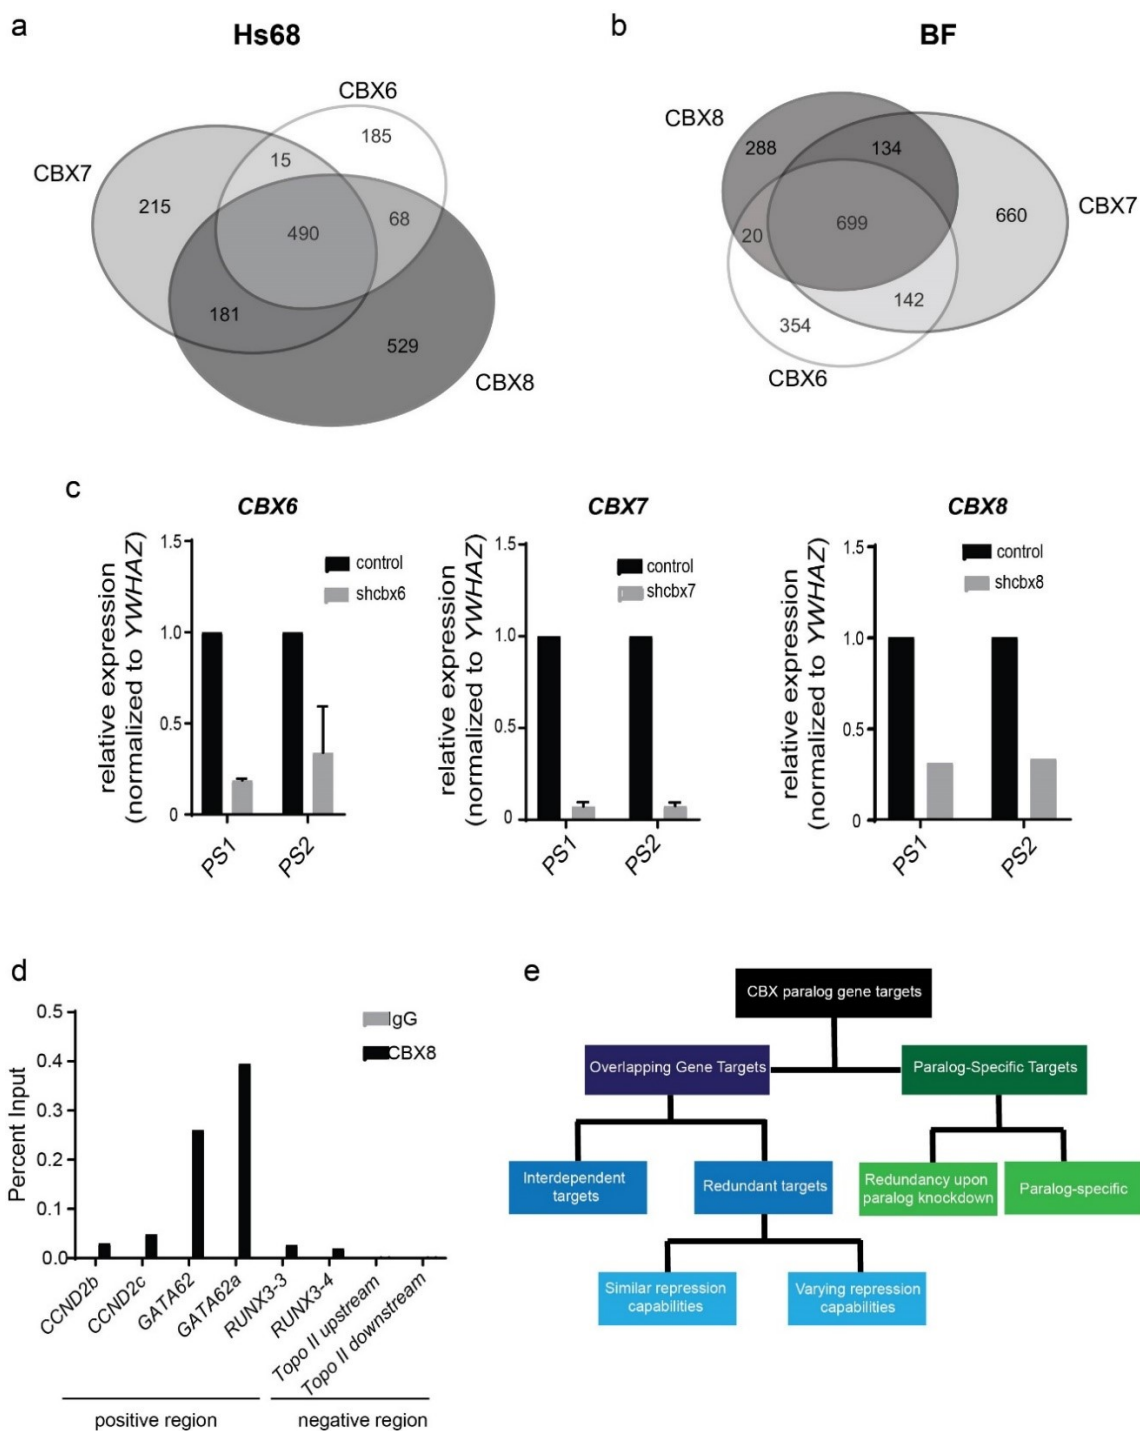 a
Hs68
CBX6
185
CBX7
15
215
68
490
181
529
CBX8
b
BF
CBX8
288
134
CBX7
660
699
20
142
354
CBX6
c
CBX6
relative expression
(normalized to YWHAZ)
1.5
1.0
0.5
0
control
shcbx6
PS1
PS2
CBX7
relative expression
(normalized to YWHAZ)
1.5
1.0
0.5
0
control
shcbx7
PS1
PS2
CBX8
relative expression
(normalized to YWHAZ)
1.5
1.0
0.5
0
control
shcbx8
PS1
PS2
d
Percent Input
0.5
0.4
0.3
0.2
0.1
0.0
IgG
CBX8
CCND2b
CCND2c
GATA62
GATA62a
RUNX3-3
RUNX3-4
Topo II upstream
Topo II downstream
positive region
negative region
e
CBX paralog gene targets
Overlapping Gene Targets
Paralog-Specific Targets
Interdependent
targets
Redundant targets
Redundancy upon
paralog knockdown
Paralog-specific
Similar repression
capabilities
Varying repression
capabilities